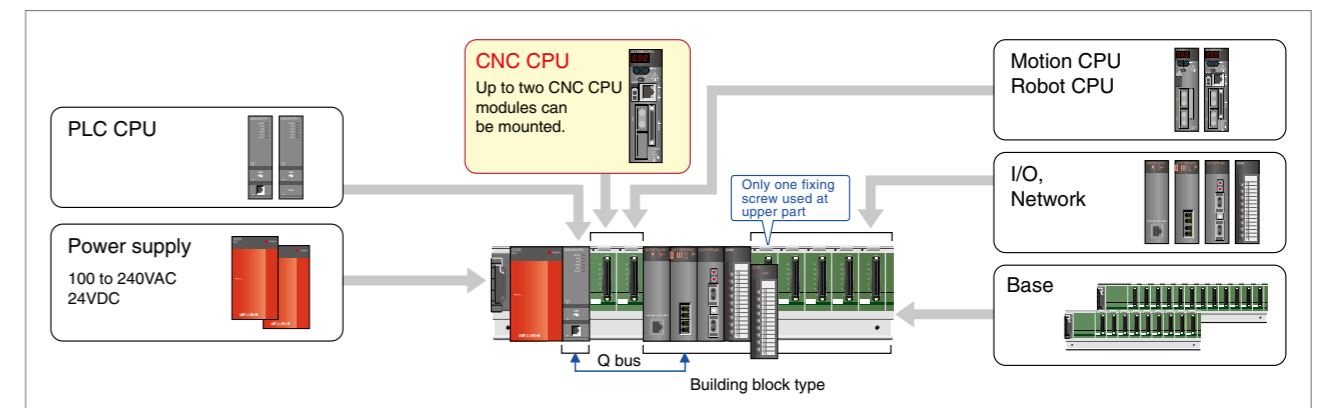 CNC CPU
Up to two CNC CPU
modules can
be mounted.
Motion CPU
Robot CPU
PLC CPU
I/O,
Network
Only one fixing
screw used at
upper part
Power supply
100 to 240VAC
24VDC
Base
Q bus
Building block type